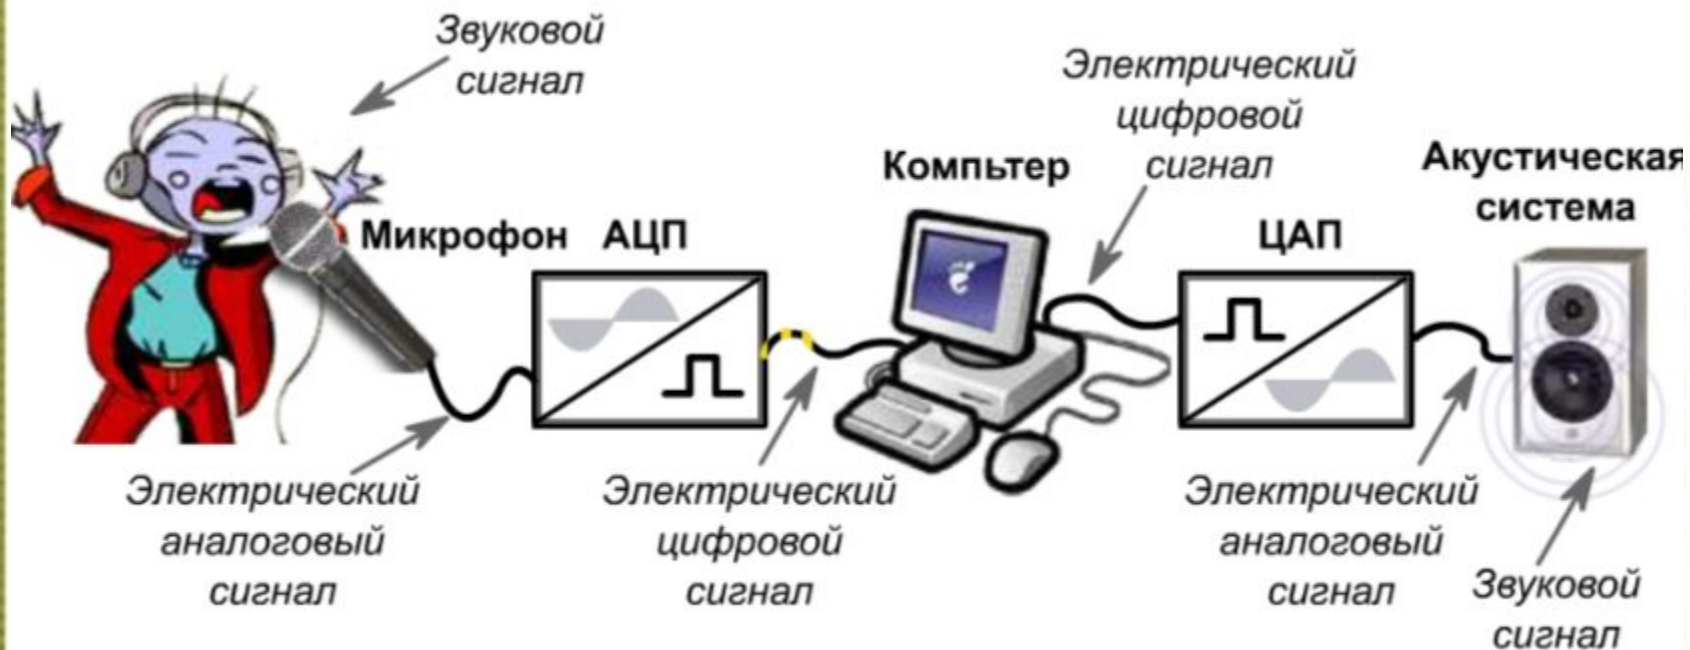 Звуковой
сигнал
Электрический
цифровой
сигнал
Компьтер
Акустическая
система
Микрофон
АЦП
ЦАП
Электрический
аналоговый
сигнал
Электрический
цифровой
сигнал
Электрический
аналоговый
сигнал
Звуковой
сигнал